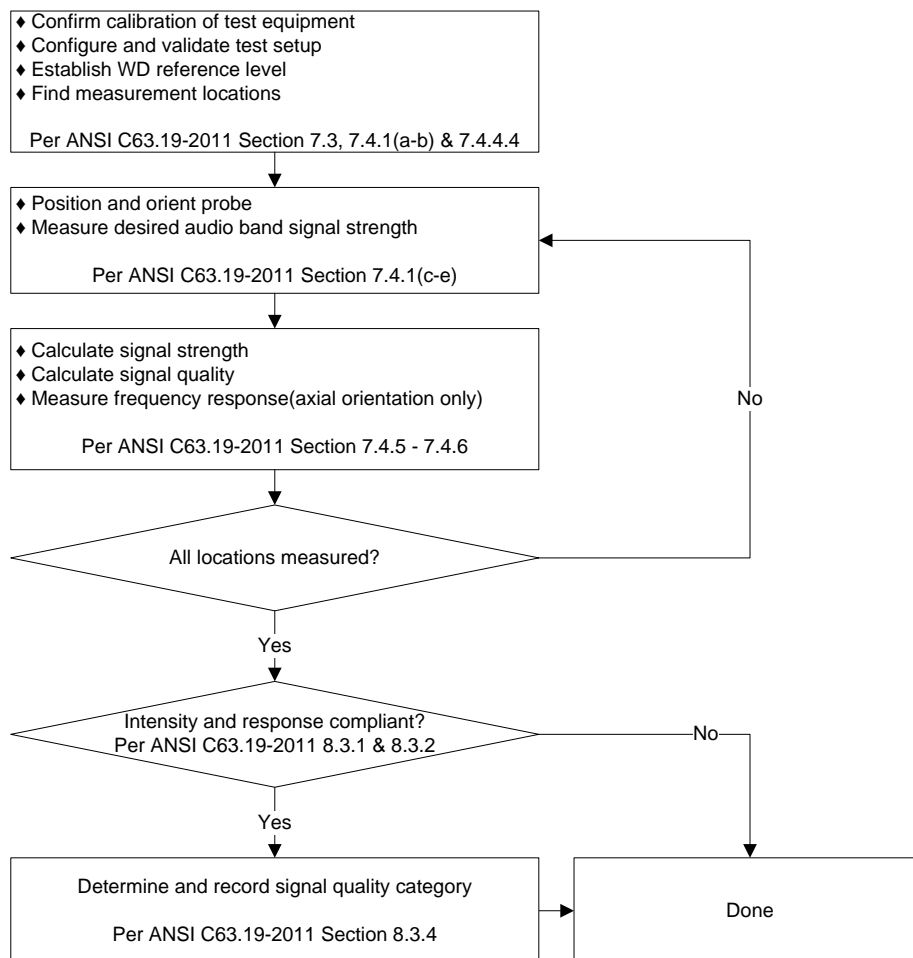 ♦ Confirm calibration of test equipment
♦ Configure and validate test setup
♦ Establish WD reference level
♦ Find measurement locations
Per ANSI C63.19-2011 Section 7.3, 7.4.1(a-b) & 7.4.4.4
♦ Position and orient probe
♦ Measure desired audio band signal strength
Per ANSI C63.19-2011 Section 7.4.1(c-e)
♦ Calculate signal strength
♦ Calculate signal quality
♦ Measure frequency response(axial orientation only)
Per ANSI C63.19-2011 Section 7.4.5 - 7.4.6
No
All locations measured?
Yes
Intensity and response compliant?
Per ANSI C63.19-2011 8.3.1 & 8.3.2
No
Yes
Determine and record signal quality category
Per ANSI C63.19-2011 Section 8.3.4
Done